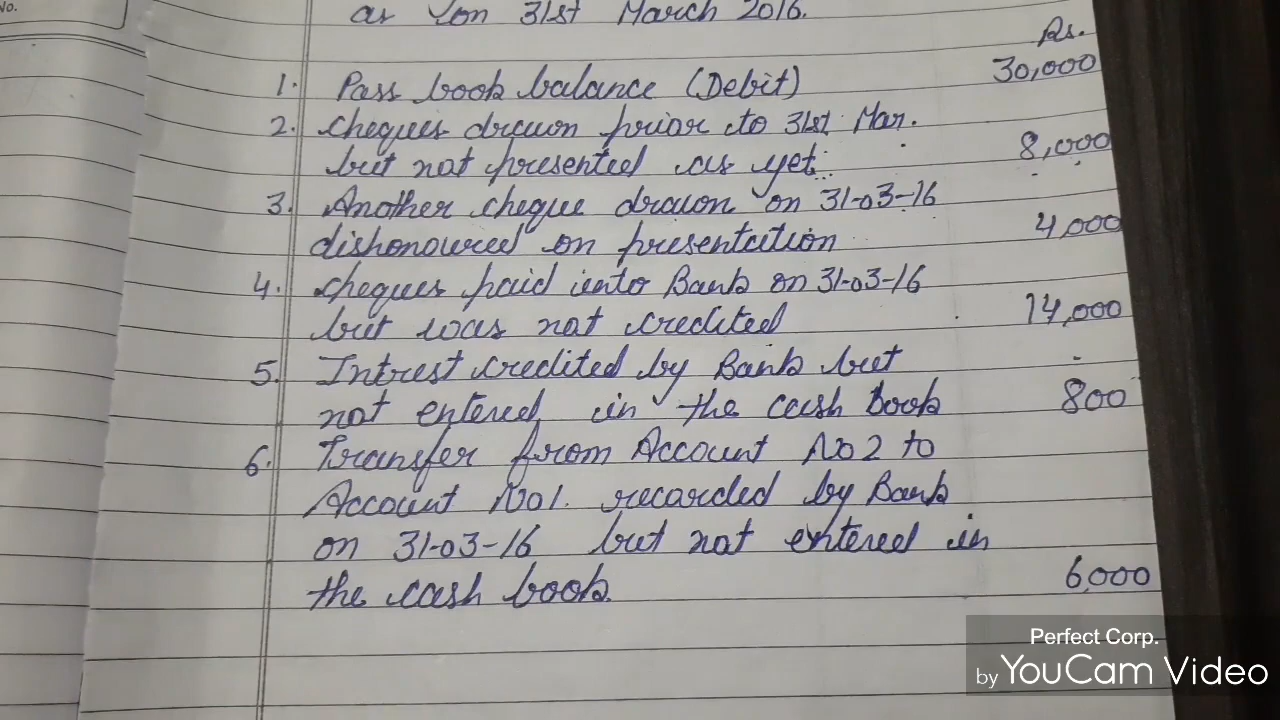 No.
as on 31st March 2016.
Rs.
1. Pass book balance (Debit) 30,000
2. Cheques drawn prior to 31st Mar.
but not presented as yet. 8,000
3. Another cheque drawn on 31-03-16
dishonoured on presentation 4,000
4. Cheques paid into Bank on 31-03-16
but was not credited 14,000
5. Intrest credited by Bank but
not entered in the cash book 800
6. Transfer from Account No 2 to
Account No 1. recorded by Bank
on 31-03-16 but not entered in
the cash book. 6,000
Perfect Corp.
by YouCam Video